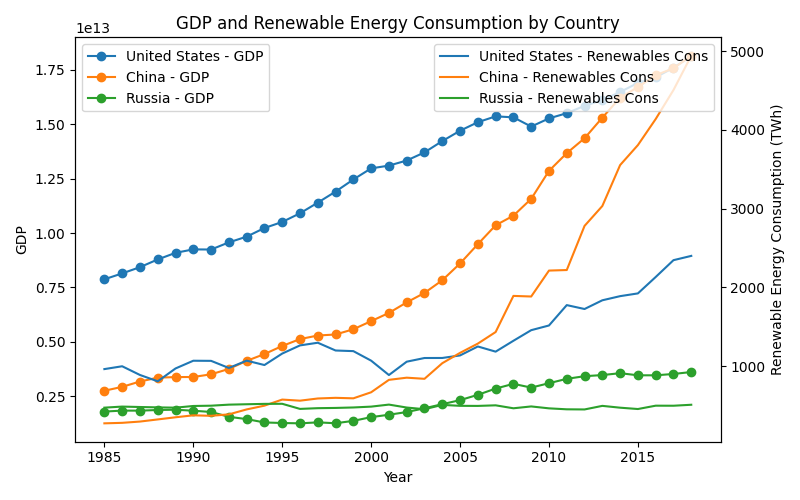 GDP and Renewable Energy Consumption by Country
1e13
United States - GDP
China - GDP
Russia - GDP
United States - Renewables Cons
China - Renewables Cons
Russia - Renewables Cons
1.75
1.50
1.25
1.00
0.75
0.50
0.25
GDP
5000
4000
3000
2000
1000
Renewable Energy Consumption (TWh)
1985
1990
1995
2000
2005
2010
2015
Year